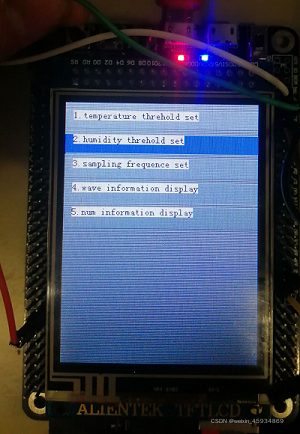 1.temperature threhold set
2.humidity threhold set
3.sampling frequence set
4.wave information display
5.num information display
ALIENTEK TFTLCD
CSDN @weixin_45934869